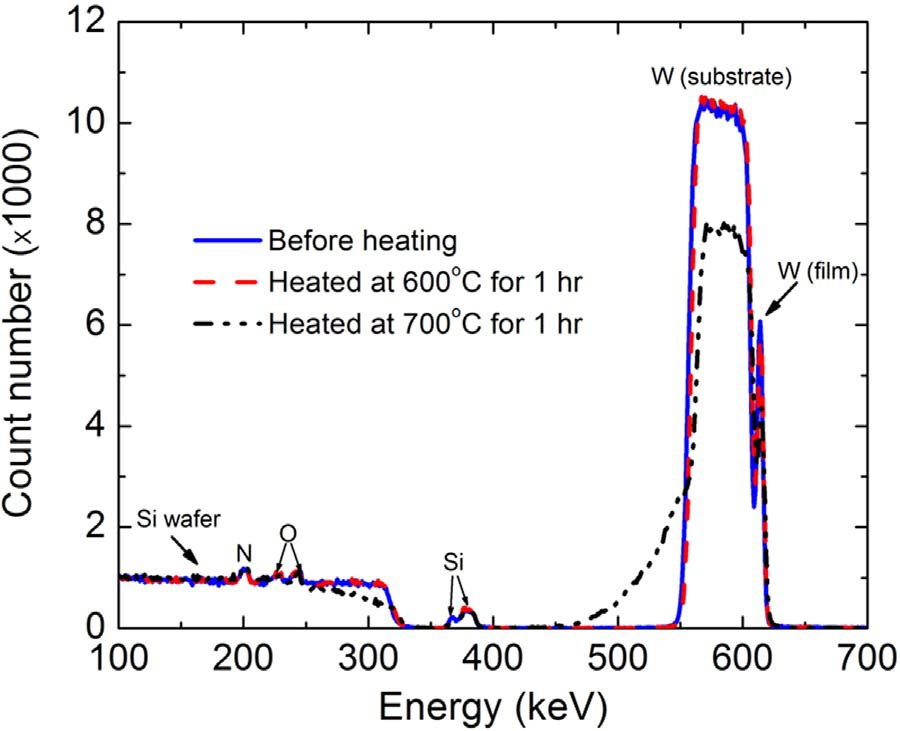 12
10
8
6
4
2
0
Count number (x1000)
W (substrate)
Before heating
Heated at 600°C for 1 hr
Heated at 700°C for 1 hr
W (film)
Si wafer
N
O
Si
100 200 300 400 500 600 700
Energy (keV)